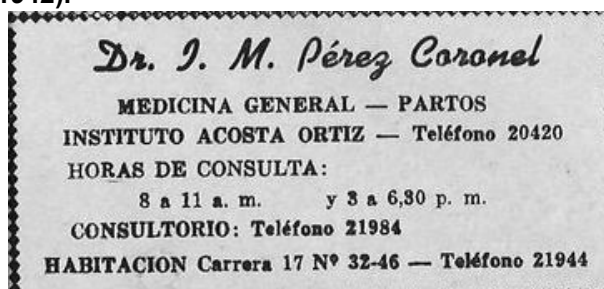 1942).
Dr. I. M. Pérez Coronel
MEDICINA GENERAL — PARTOS
INSTITUTO ACOSTA ORTIZ — Teléfono 20420
HORAS DE CONSULTA:
8 a 11 a. m. y 3 a 6,30 p. m.
CONSULTORIO: Teléfono 21984
HABITACION Carrera 17 Nº 32-46 — Teléfono 21944